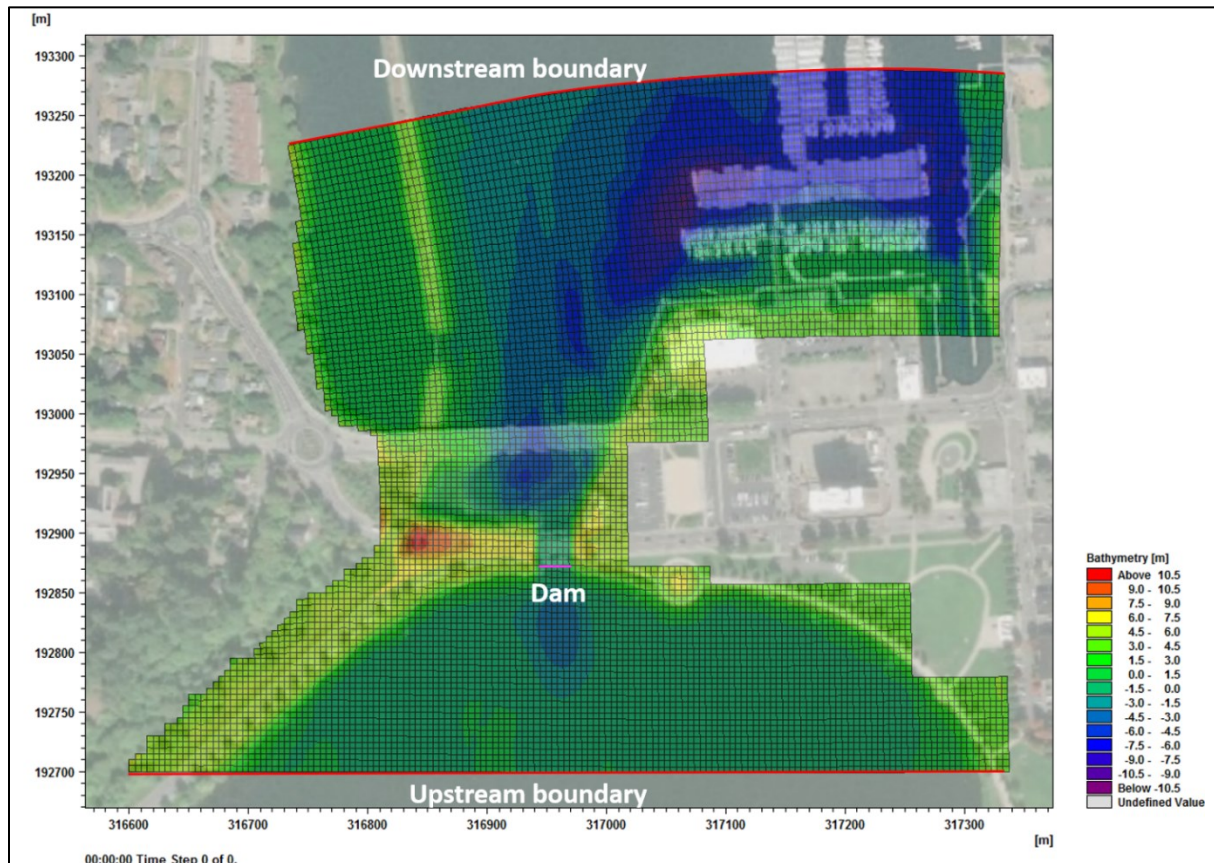 [m]
193300
Downstream boundary
193250
193200
193150
193100
193050
193000
192950
192900
192850
Dam
192800
192750
192700
Upstream boundary
316600 316700 316800 316900 317000 317100 317200 317300
[m]
00:00:00 Time Step 0 of 0.
Bathymetry [m]
Above 10.5
9.0 - 10.5
7.5 - 9.0
6.0 - 7.5
4.5 - 6.0
3.0 - 4.5
1.5 - 3.0
0.0 - 1.5
-1.5 - 0.0
-3.0 - -1.5
-4.5 - -3.0
-6.0 - -4.5
-7.5 - -6.0
-9.0 - -7.5
-10.5 - -9.0
Below -10.5
Undefined Value